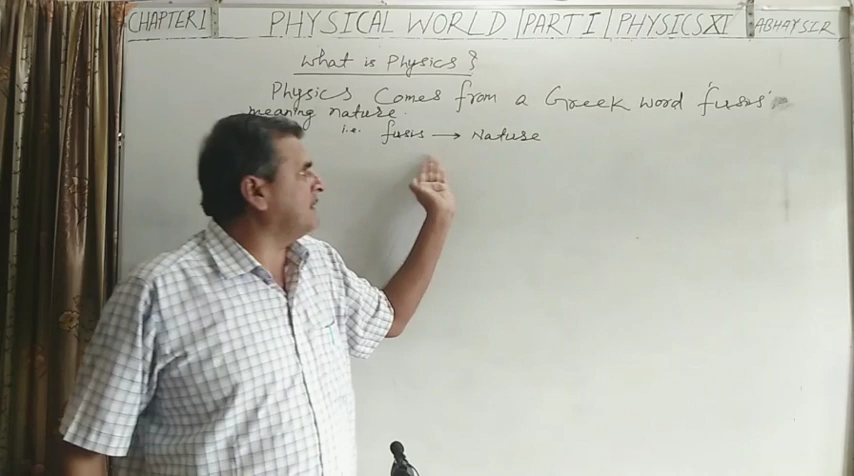 CHAPTER 1 PHYSICAL WORLD | PART I | PHYSICS XI ABHAY SIR
What is Physics ?
Physics Comes from a Greek word 'fusis'
meaning nature.
i.e. fusis → Nature